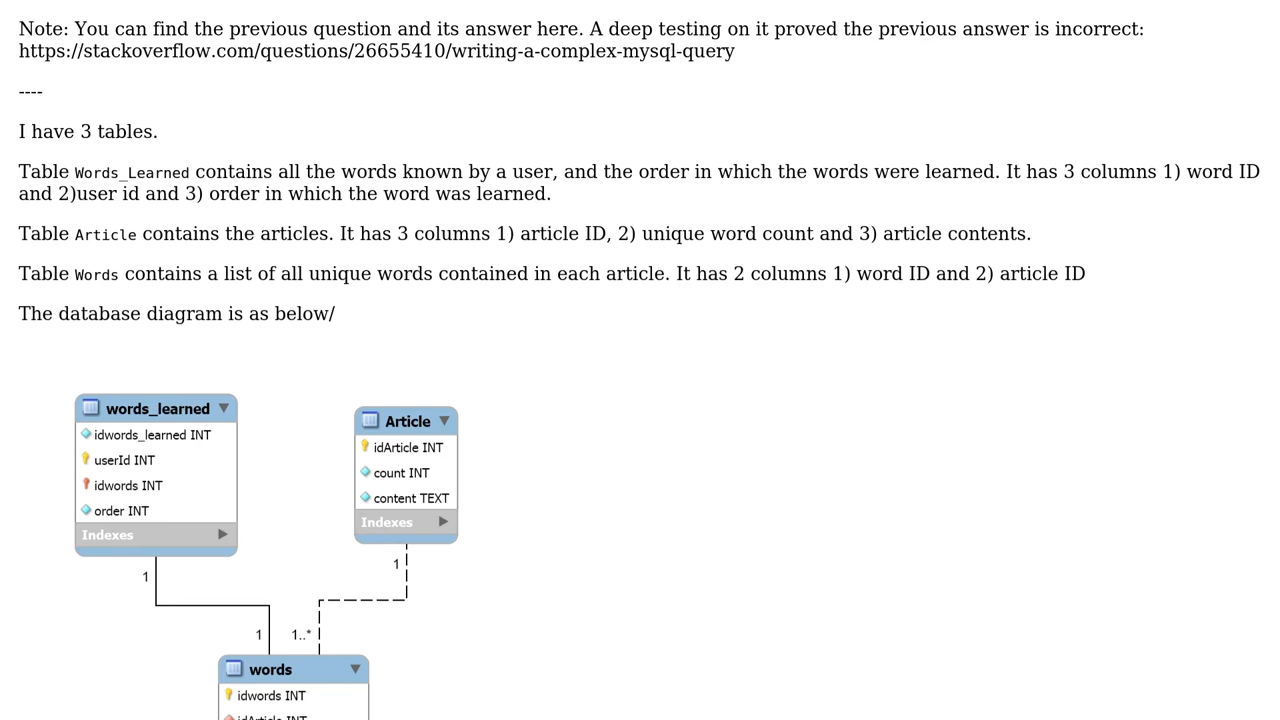 Note: You can find the previous question and its answer here. A deep testing on it proved the previous answer is incorrect:
https://stackoverflow.com/questions/26655410/writing-a-complex-mysql-query
----
I have 3 tables.
Table Words_Learned contains all the words known by a user, and the order in which the words were learned. It has 3 columns 1) word ID
and 2)user id and 3) order in which the word was learned.
Table Article contains the articles. It has 3 columns 1) article ID, 2) unique word count and 3) article contents.
Table Words contains a list of all unique words contained in each article. It has 2 columns 1) word ID and 2) article ID
The database diagram is as below/
words_learned
idwords_learned INT
userId INT
idwords INT
order INT
Indexes
Article
idArticle INT
count INT
content TEXT
Indexes
1
1
1
1..*
words
idwords INT
idArticle INT